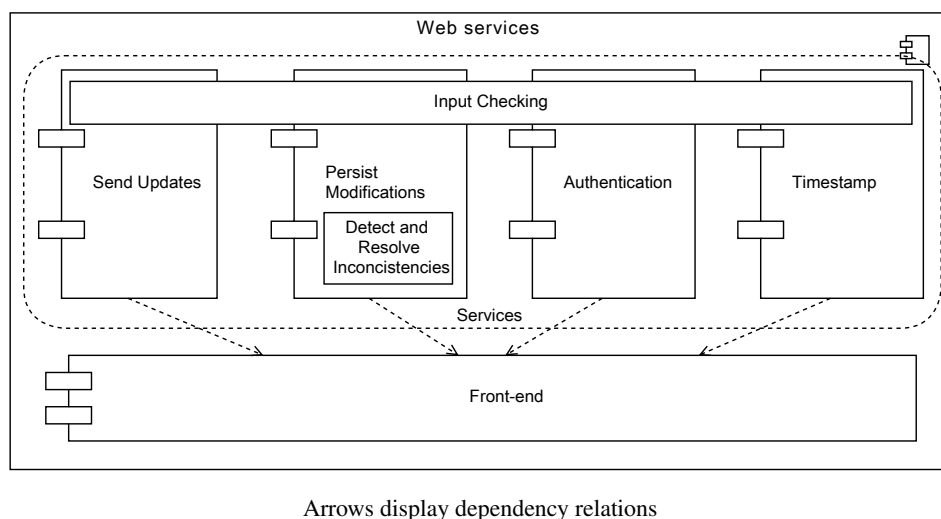 Web services
Input Checking
Send Updates
Persist
Modifications
Detect and
Resolve
Inconcistencies
Authentication
Timestamp
Services
Front-end
Arrows display dependency relations